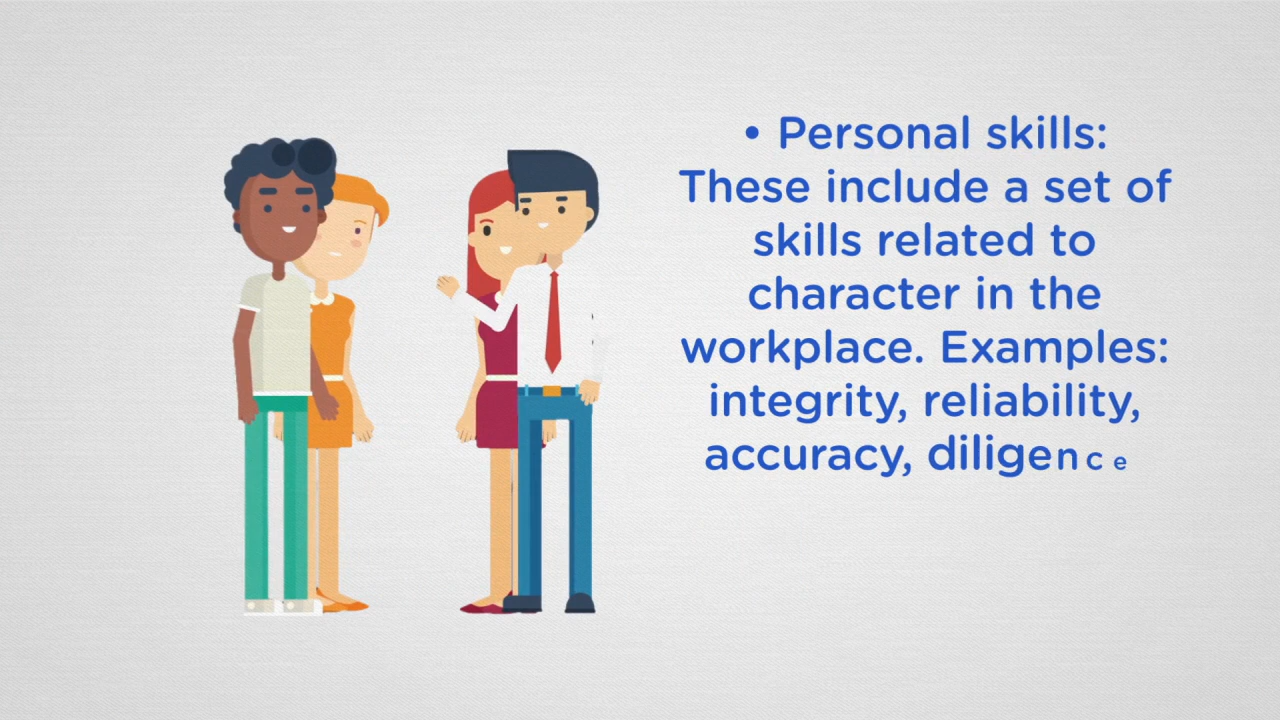 • Personal skills:
These include a set of
skills related to
character in the
workplace. Examples:
integrity, reliability,
accuracy, diligence